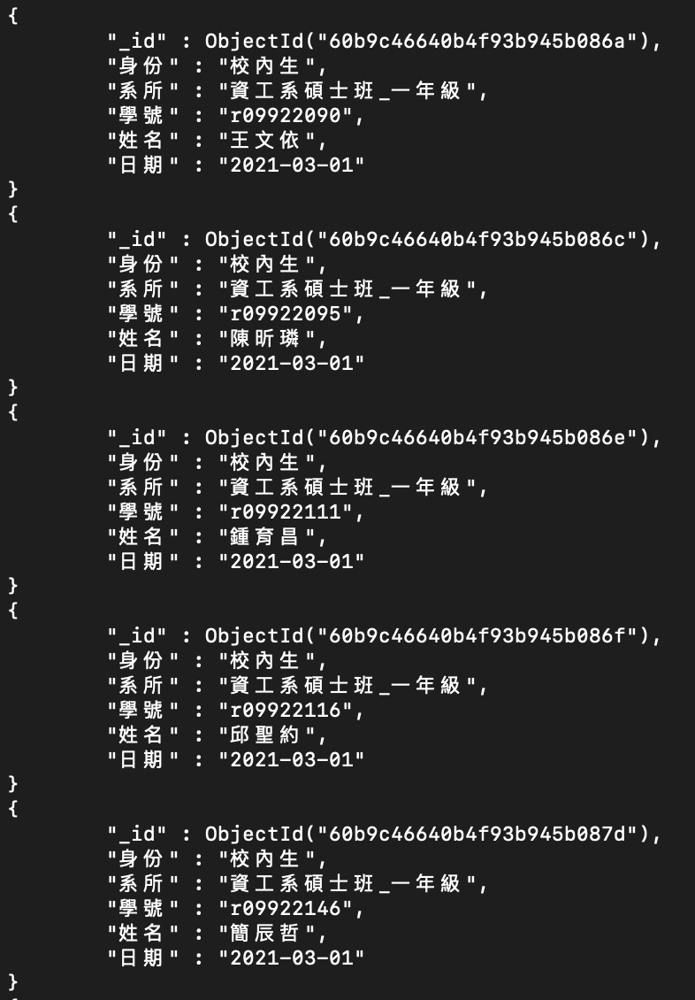 {
"_id" : ObjectId("60b9c46640b4f93b945b086a"),
"身份" : "校內生",
"系所" : "資工系碩士班_一年級",
"學號" : "r09922090",
"姓名" : "王文依",
"日期" : "2021-03-01"
}
{
"_id" : ObjectId("60b9c46640b4f93b945b086c"),
"身份" : "校內生",
"系所" : "資工系碩士班_一年級",
"學號" : "r09922095",
"姓名" : "陳昕璘",
"日期" : "2021-03-01"
}
{
"_id" : ObjectId("60b9c46640b4f93b945b086e"),
"身份" : "校內生",
"系所" : "資工系碩士班_一年級",
"學號" : "r09922111",
"姓名" : "鍾育昌",
"日期" : "2021-03-01"
}
{
"_id" : ObjectId("60b9c46640b4f93b945b086f"),
"身份" : "校內生",
"系所" : "資工系碩士班_一年級",
"學號" : "r09922116",
"姓名" : "邱聖約",
"日期" : "2021-03-01"
}
{
"_id" : ObjectId("60b9c46640b4f93b945b087d"),
"身份" : "校內生",
"系所" : "資工系碩士班_一年級",
"學號" : "r09922146",
"姓名" : "簡辰哲",
"日期" : "2021-03-01"
}